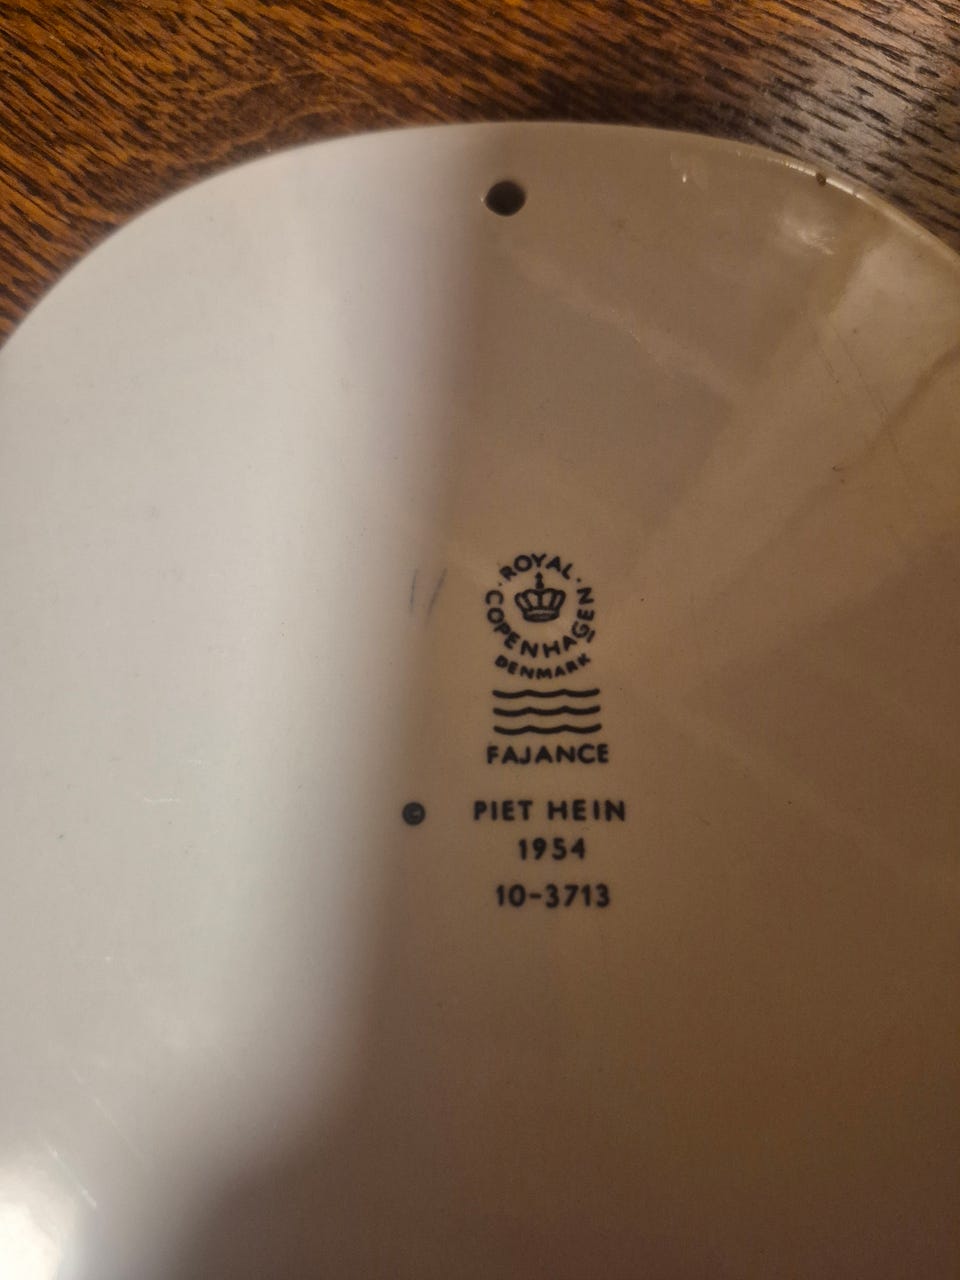 ROYAL COPENHAGEN
DENMARK
FAJANCE
© PIET HEIN
1954
10-3713